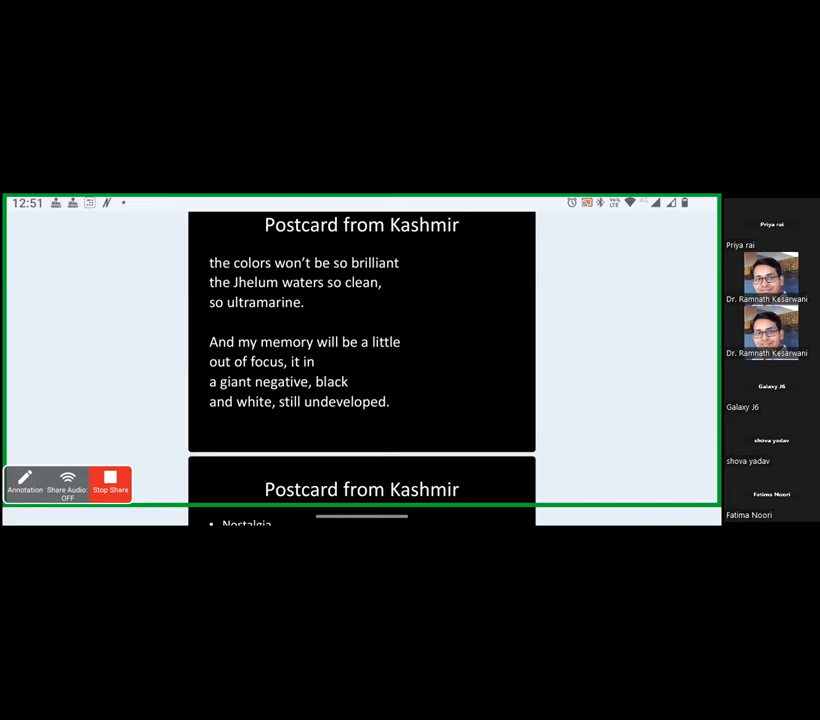 12:51
Postcard from Kashmir
the colors won't be so brilliant
the Jhelum waters so clean,
so ultramarine.
And my memory will be a little
out of focus, it in
a giant negative, black
and white, still undeveloped.
Annotation
Share Audio:
OFF
Stop Share
Postcard from Kashmir
• Nostalgia
Priya rai
Priya rai
Dr. Ramnath Kesarwani
Dr. Ramnath Kesarwani
Galaxy J6
Galaxy J6
shova yadav
shova yadav
Fatima Noori
Fatima Noori